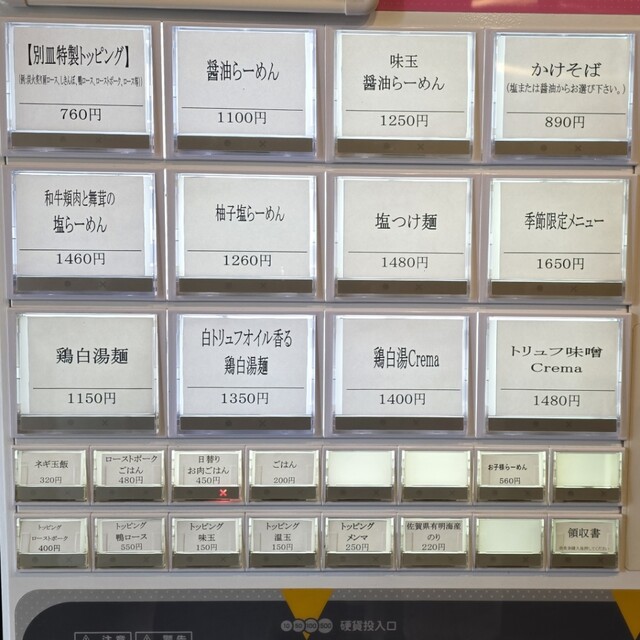 【別皿特製トッピング】
760円
醤油らーめん
1100円
味玉
醤油らーめん
1250円
かけそば
(塩または醤油からお選び下さい。)
890円
和牛頬肉と舞茸の
塩らーめん
1460円
柚子塩らーめん
1260円
塩つけ麺
1480円
季節限定メニュー
1650円
鶏白湯麺
1150円
白トリュフオイル香る
鶏白湯麺
1350円
鶏白湯Crema
1400円
トリュフ味噌
Crema
1480円
ネギ玉飯
320円
ローストポーク
ごはん
480円
日替り
お肉ごはん
450円
ごはん
200円
お子様らーめん
560円
トッピング
ローストポーク
400円
トッピング
鴨ロース
550円
トッピング
味玉
150円
トッピング
温玉
150円
トッピング
メンマ
250円
佐賀県有明海産
のり
220円
領収書
10 50 100 500 硬貨投入口
注意 警告